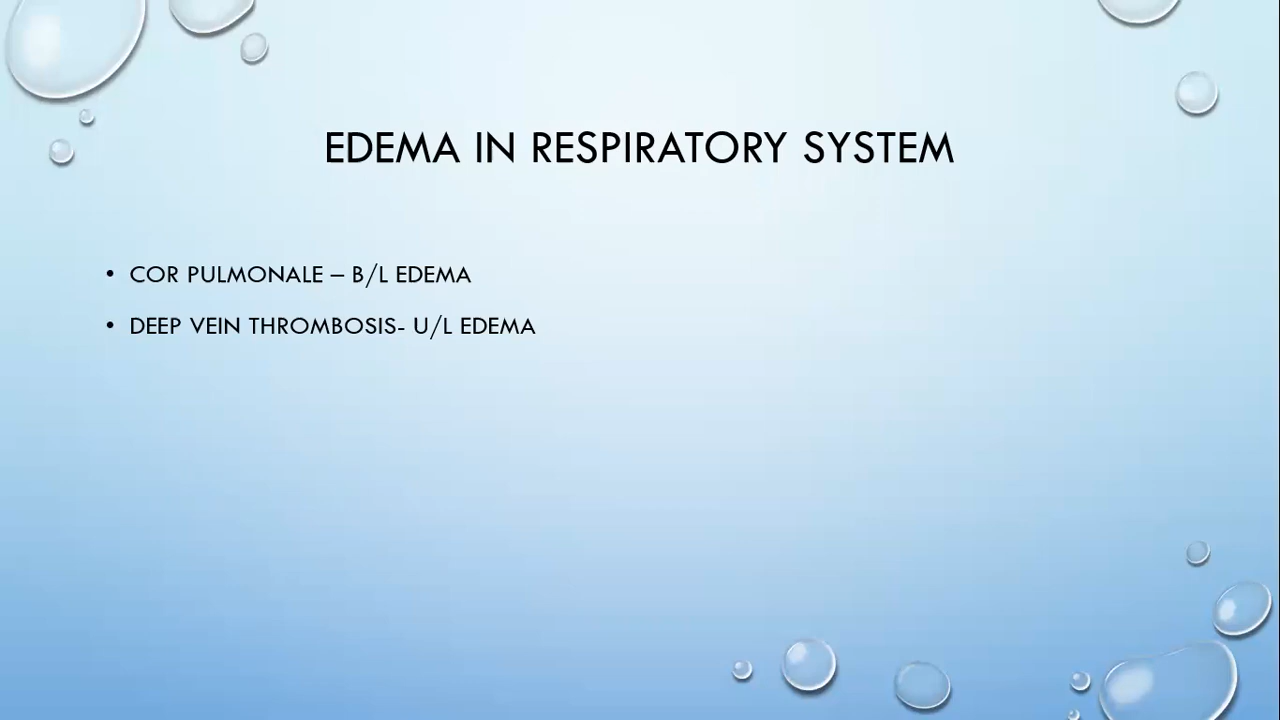 EDEMA IN RESPIRATORY SYSTEM
• COR PULMONALE – B/L EDEMA
• DEEP VEIN THROMBOSIS- U/L EDEMA